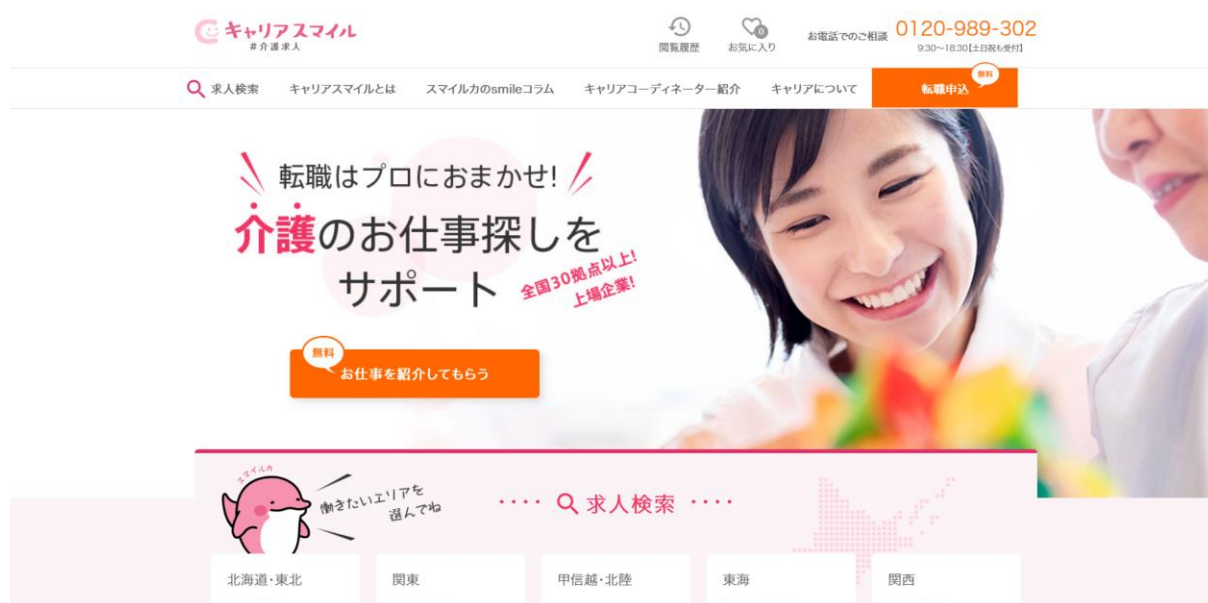 キャリアスマイル
#介護求人
閲覧履歴
0
お気に入り
お電話でのご相談
0120-989-302
9:30〜18:30【土日祝も受付】
求人検索
キャリアスマイルとは
スマイルカのsmileコラム
キャリアコーディネーター紹介
キャリアについて
無料
転職申込
転職はプロにおまかせ!
介護のお仕事探しを
サポート
全国30拠点以上!
上場企業!
無料
お仕事を紹介してもらう
スマイルカ
働きたいエリアを
選んでね
求人検索
北海道・東北
関東
甲信越・北陸
東海
関西